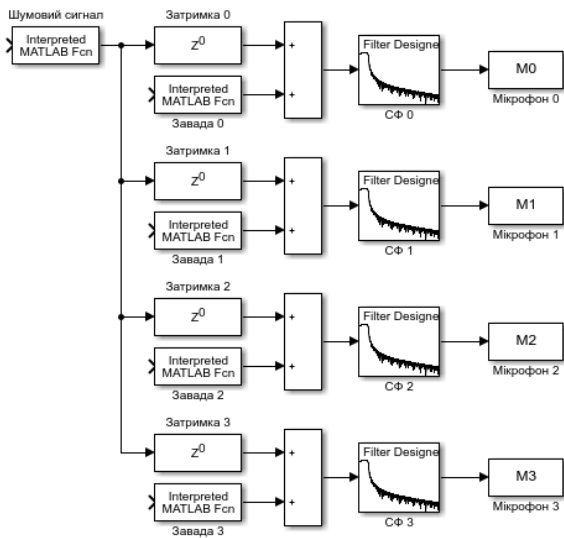 Шумовий сигнал
Interpreted
MATLAB Fcn
Затримка 0
Z0
Interpreted
MATLAB Fcn
Завада 0
+
+
Filter Designe
СФ 0
M0
Мікрофон 0
Затримка 1
Z0
Interpreted
MATLAB Fcn
Завада 1
+
+
Filter Designe
СФ 1
M1
Мікрофон 1
Затримка 2
Z0
Interpreted
MATLAB Fcn
Завада 2
+
+
Filter Designe
СФ 2
M2
Мікрофон 2
Затримка 3
Z0
Interpreted
MATLAB Fcn
Завада 3
+
+
Filter Designe
СФ 3
M3
Мікрофон 3